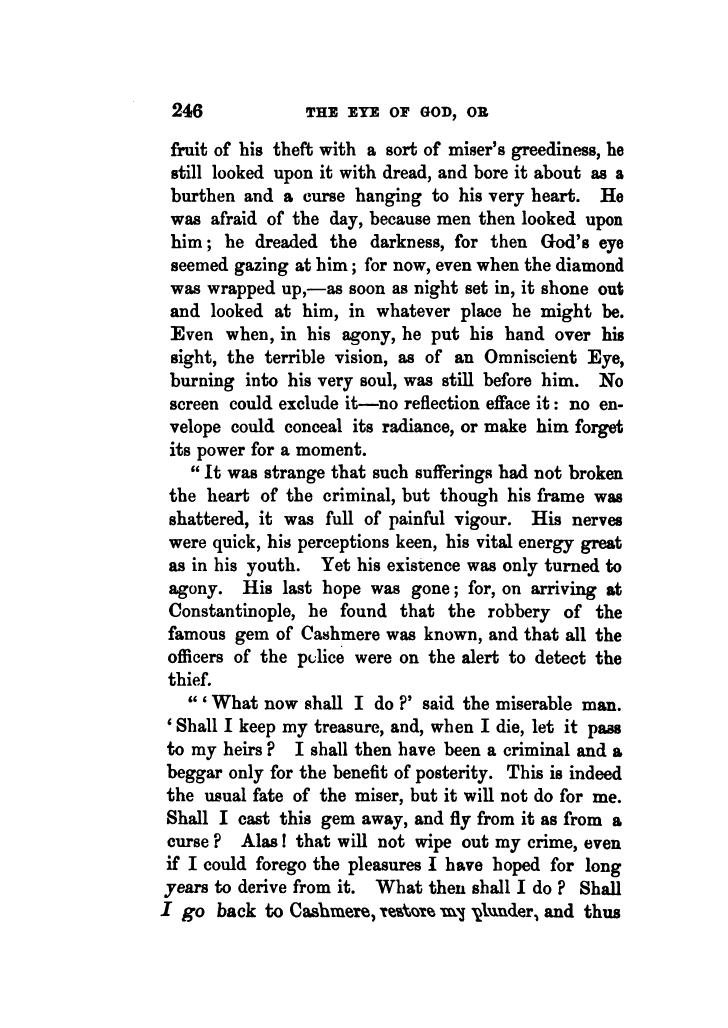 246 THE EYE OF GOD, OR
fruit of his theft with a sort of miser's greediness, he
still looked upon it with dread, and bore it about as a
burthen and a curse hanging to his very heart. He
was afraid of the day, because men then looked upon
him; he dreaded the darkness, for then God's eye
seemed gazing at him; for now, even when the diamond
was wrapped up,—as soon as night set in, it shone out
and looked at him, in whatever place he might be.
Even when, in his agony, he put his hand over his
sight, the terrible vision, as of an Omniscient Eye,
burning into his very soul, was still before him. No
screen could exclude it—no reflection efface it: no en-
velope could conceal its radiance, or make him forget
its power for a moment.
"It was strange that such sufferings had not broken
the heart of the criminal, but though his frame was
shattered, it was full of painful vigour. His nerves
were quick, his perceptions keen, his vital energy great
as in his youth. Yet his existence was only turned to
agony. His last hope was gone; for, on arriving at
Constantinople, he found that the robbery of the
famous gem of Cashmere was known, and that all the
officers of the police were on the alert to detect the
thief.
"'What now shall I do?' said the miserable man.
'Shall I keep my treasure, and, when I die, let it pass
to my heirs? I shall then have been a criminal and a
beggar only for the benefit of posterity. This is indeed
the usual fate of the miser, but it will not do for me.
Shall I cast this gem away, and fly from it as from a
curse? Alas! that will not wipe out my crime, even
if I could forego the pleasures I have hoped for long
years to derive from it. What then shall I do? Shall
I go back to Cashmere, restore my plunder, and thus